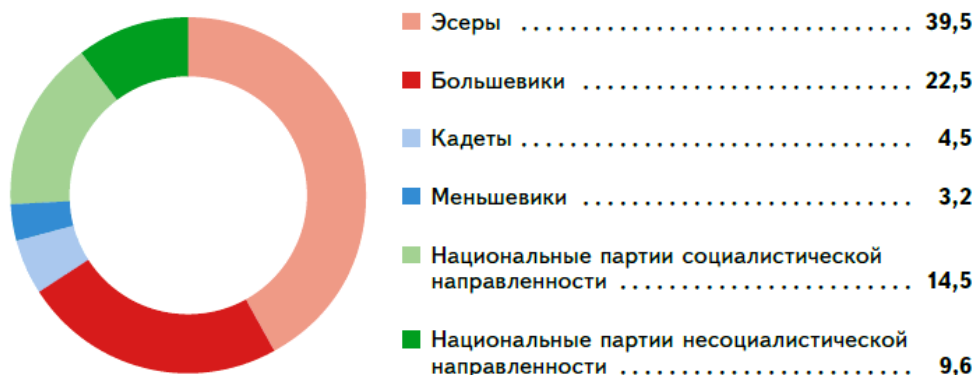 Эсеры ........................................ 39,5
Большевики .................................. 22,5
Кадеты ........................................ 4,5
Меньшевики .................................. 3,2
Национальные партии социалистической
направленности .............................. 14,5
Национальные партии несоциалистической
направленности .............................. 9,6